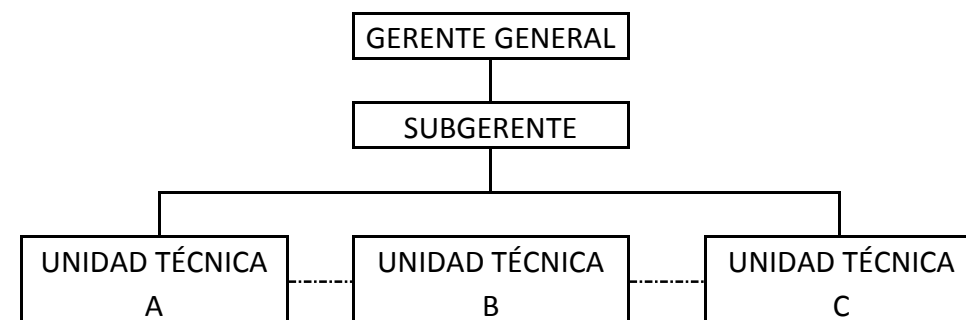 GERENTE GENERAL
SUBGERENTE
UNIDAD TÉCNICA
A
UNIDAD TÉCNICA
B
UNIDAD TÉCNICA
C